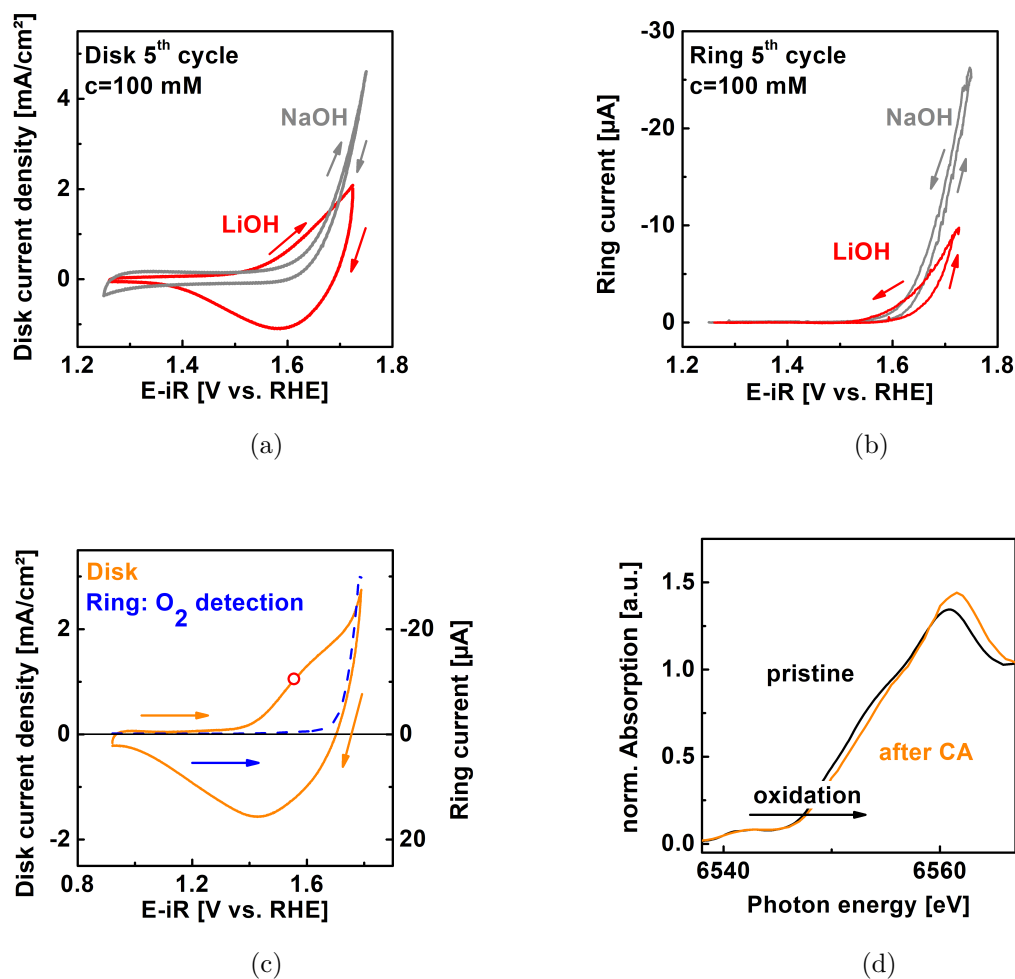 Disk 5th cycle
c=100 mM
NaOH
LiOH
Disk current density [mA/cm²]
4
2
0
1.2 1.4 1.6 1.8
E-iR [V vs. RHE]
(a)
Ring 5th cycle
c=100 mM
NaOH
LiOH
Ring current [µA]
-30
-20
-10
0
1.2 1.4 1.6 1.8
E-iR [V vs. RHE]
(b)
Disk
Ring: O2 detection
Disk current density [mA/cm²]
2
0
-2
Ring current [µA]
-20
0
20
0.8 1.2 1.6
E-iR [V vs. RHE]
(c)
pristine
after CA
oxidation
norm. Absorption [a.u.]
1.5
1.0
0.5
0.0
6540 6560
Photon energy [eV]
(d)